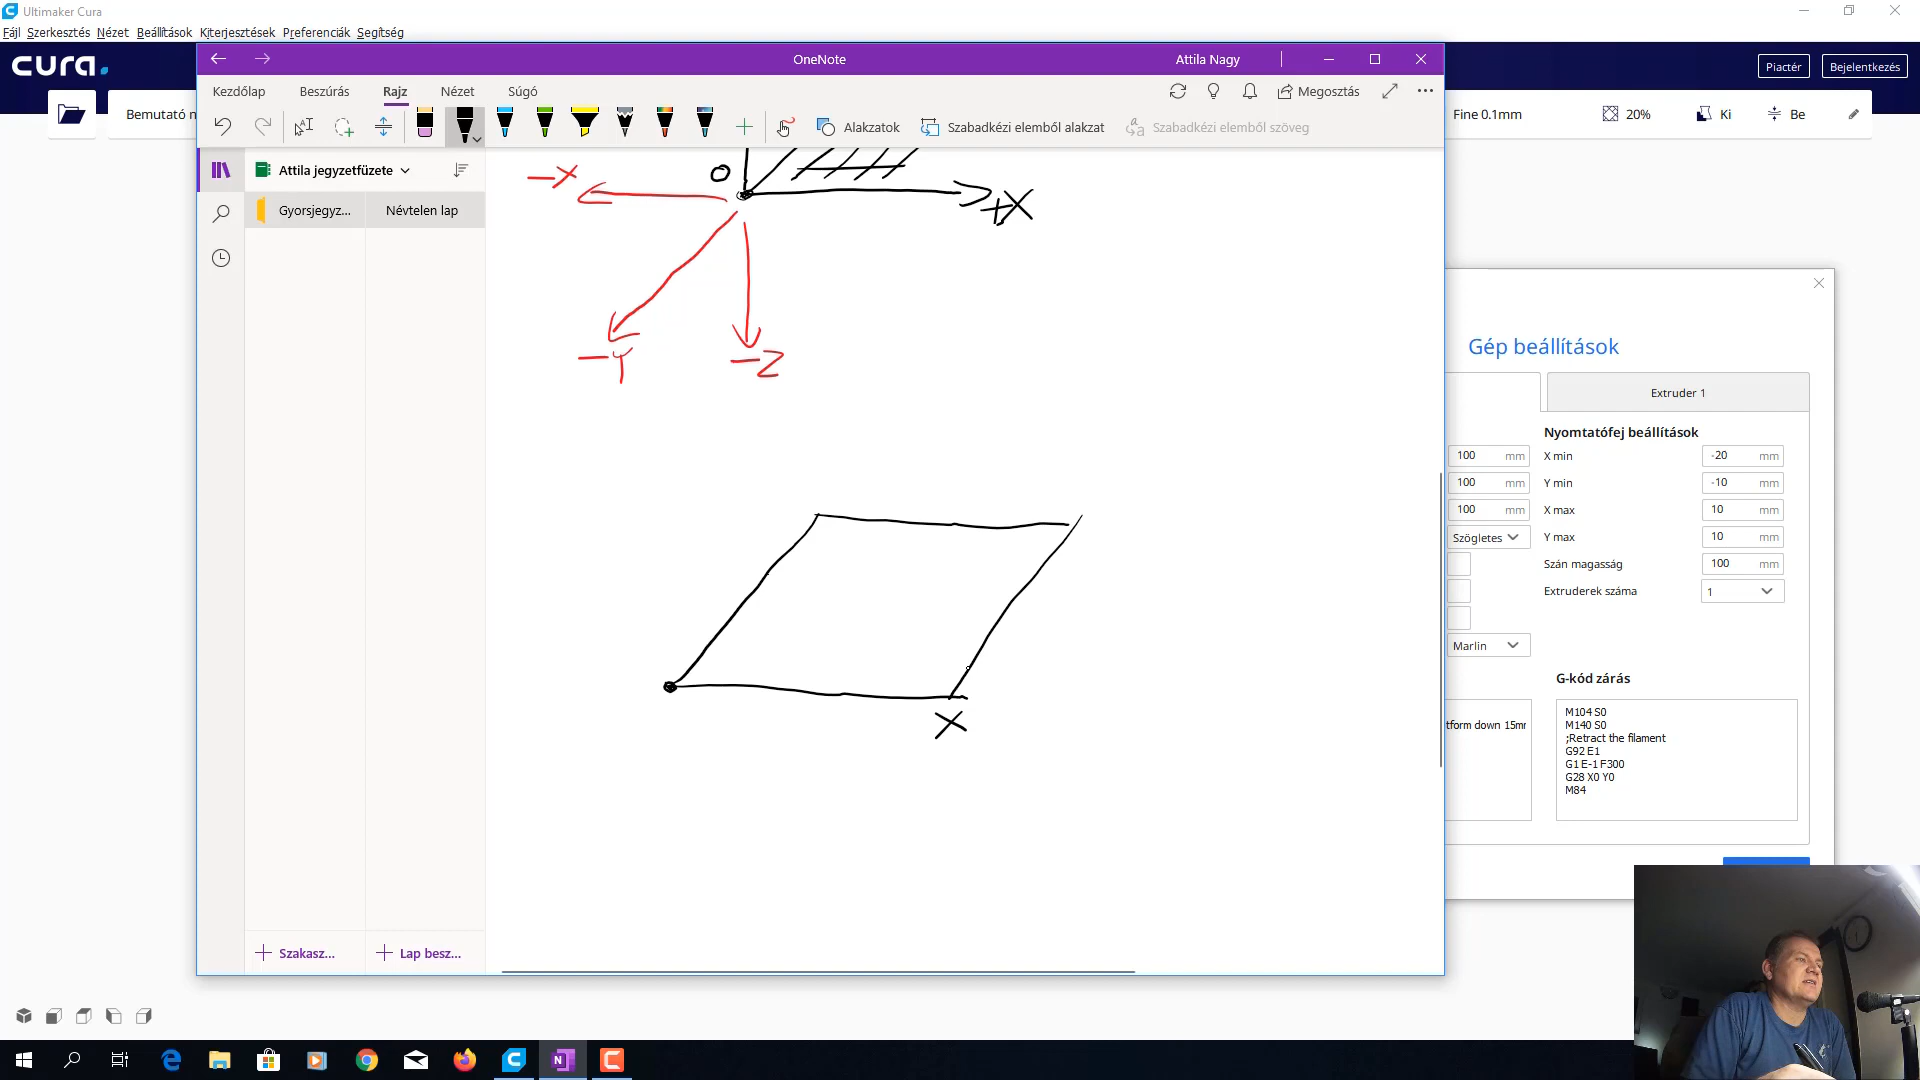 Ultimaker Cura
Fájl Szerkesztés Nézet Beállítások Kiterjesztések Preferenciák Segítség
cura.
OneNote
Attila Nagy
Piactér
Bejelentkezés
Kezdőlap Beszúrás Rajz Nézet Súgó
Megosztás
Bemutató n
Fine 0.1mm
20%
Ki
Be
Alakzatok
Szabadkézi elemből alakzat
Szabadkézi elemből szöveg
Attila jegyzetfüzete
Gyorsjegyz...
Névtelen lap
-X
0
+X
-Y
-Z
X
Gép beállítások
Extruder 1
Nyomtatófej beállítások
100 mm
X min
-20 mm
100 mm
Y min
-10 mm
100 mm
X max
10 mm
Szögletes
Y max
10 mm
Szán magasság
100 mm
Extruderek száma
1
Marlin
G-kód zárás
tform down 15mr
M104 S0
M140 S0
;Retract the filament
G92 E1
G1 E-1 F300
G28 X0 Y0
M84
Szakasz...
Lap besz...